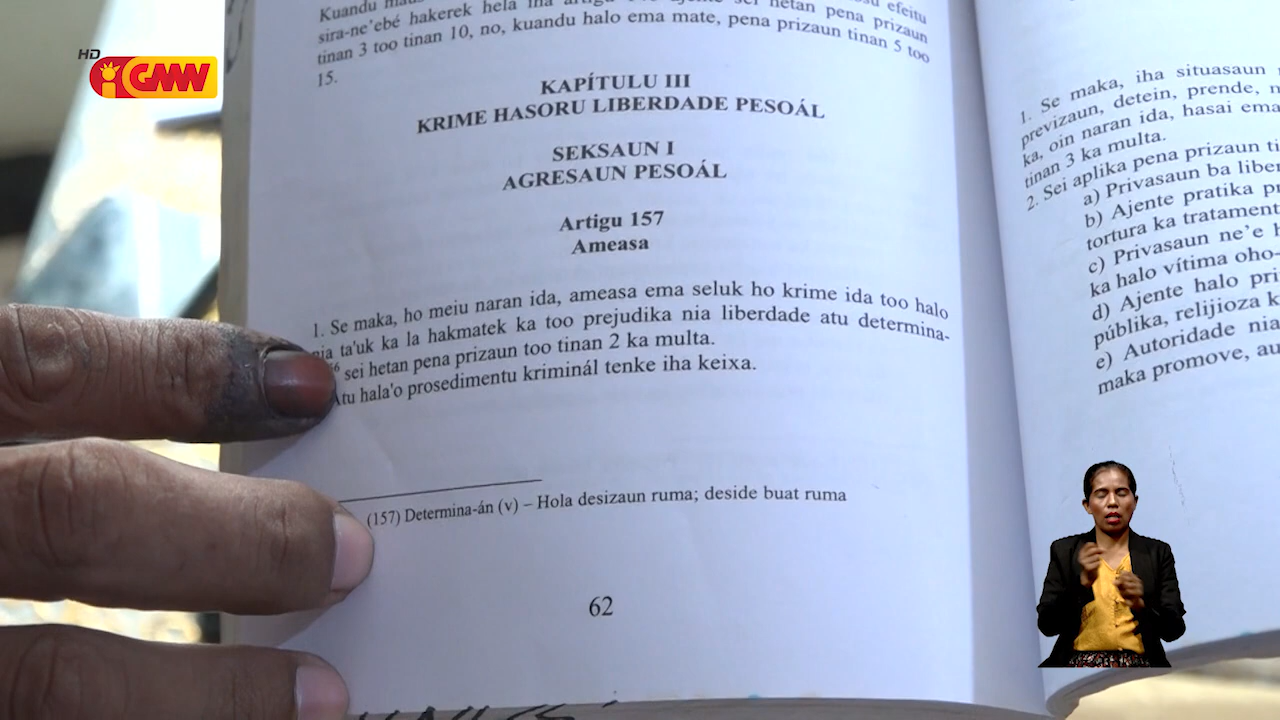 HD
GMN
sira-ne'ebé hakerek hela iha
tinan 3 too tinan 10, no, kuandu halo ema mate, pena prizaun tinan 5 too
15.
KAPÍTULU III
KRIME HASORU LIBERDADE PESOÁL
SEKSAUN I
AGRESAUN PESOÁL
Artigu 157
Ameasa
1. Se maka, ho meiu naran ida, ameasa ema seluk ho krime ida too halo
nia ta'uk ka la hakmatek ka too prejudika nia liberdade atu determina-
sei hetan pena prizaun too tinan 2 ka multa.
Atu hala'o prosedimentu kriminál tenke iha keixa.
(157) Determina-án (v) – Hola desizaun ruma; deside buat ruma
62
1. Se maka, iha situasaun
previzaun, detein, prende,
ka, oin naran ida, hasai ema
tinan 3 ka multa.
2. Sei aplika pena prizaun
a) Privasaun ba
b) Ajente pratika
tortura ka
c) Privasaun ne'e
ka halo vítima
d) Ajente halo
públika, relijioza
e) Autoridade nia
maka promove,